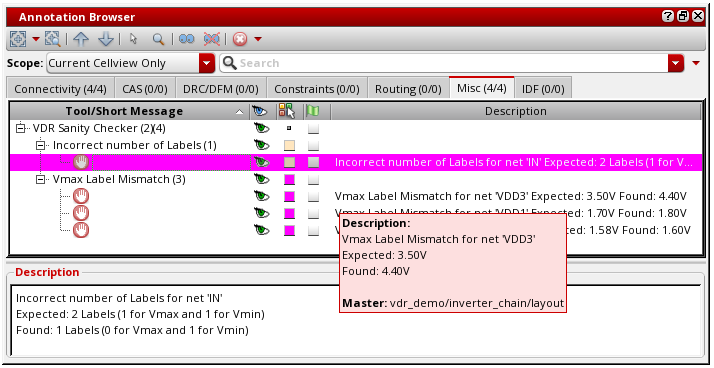 Annotation Browser
Scope: Current Cellview Only Search
Connectivity (4/4) CAS (0/0) DRC/DFM (0/0) Constraints (0/0) Routing (0/0) Misc (4/4) IDF (0/0)
Tool/Short Message Description
VDR Sanity Checker (2)(4)
Incorrect number of Labels (1)
Incorrect number of Labels for net 'IN' Expected: 2 Labels (1 for V...
Vmax Label Mismatch (3)
Vmax Label Mismatch for net 'VDD3' Expected: 3.50V Found: 4.40V
Vmax Label Mismatch for net 'VDD1' Expected: 1.70V Found: 1.80V
1.58V Found: 1.60V
Description:
Vmax Label Mismatch for net 'VDD3'
Expected: 3.50V
Found: 4.40V
Master: vdr_demo/inverter_chain/layout
Description
Incorrect number of Labels for net 'IN'
Expected: 2 Labels (1 for Vmax and 1 for Vmin)
Found: 1 Labels (0 for Vmax and 1 for Vmin)